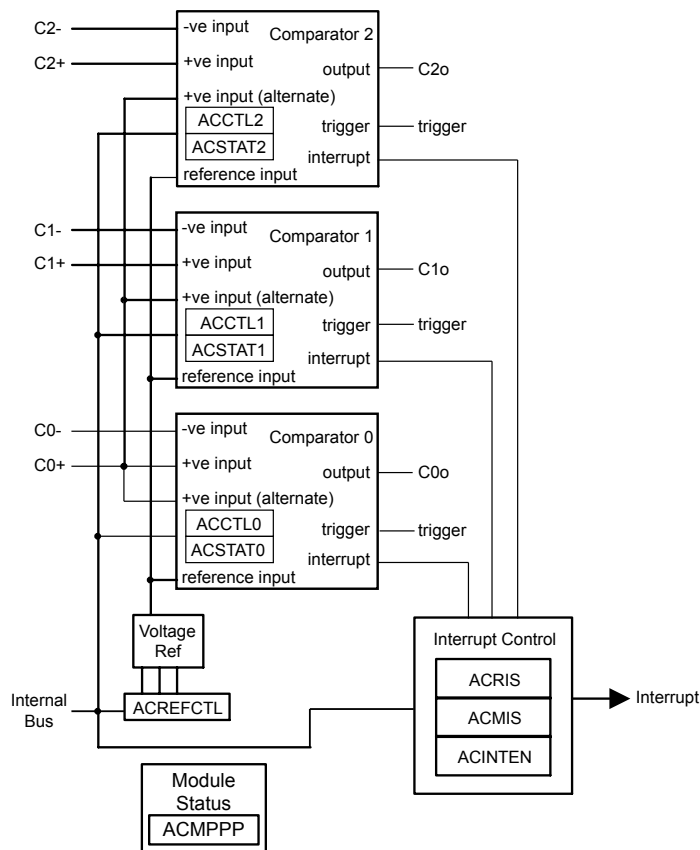 C2-
C2+
-ve input
Comparator 2
+ve input
output
C2o
+ve input (alternate)
ACCTL2
trigger
trigger
ACSTAT2
interrupt
reference input
C1-
C1+
-ve input
Comparator 1
+ve input
output
C1o
+ve input (alternate)
ACCTL1
trigger
trigger
ACSTAT1
interrupt
reference input
C0-
C0+
-ve input
Comparator 0
+ve input
output
C0o
+ve input (alternate)
ACCTL0
trigger
trigger
ACSTAT0
interrupt
reference input
Voltage
Ref
Interrupt Control
ACRIS
ACMIS
ACINTEN
Interrupt
Internal
Bus
ACREFCTL
Module
Status
ACMPPP